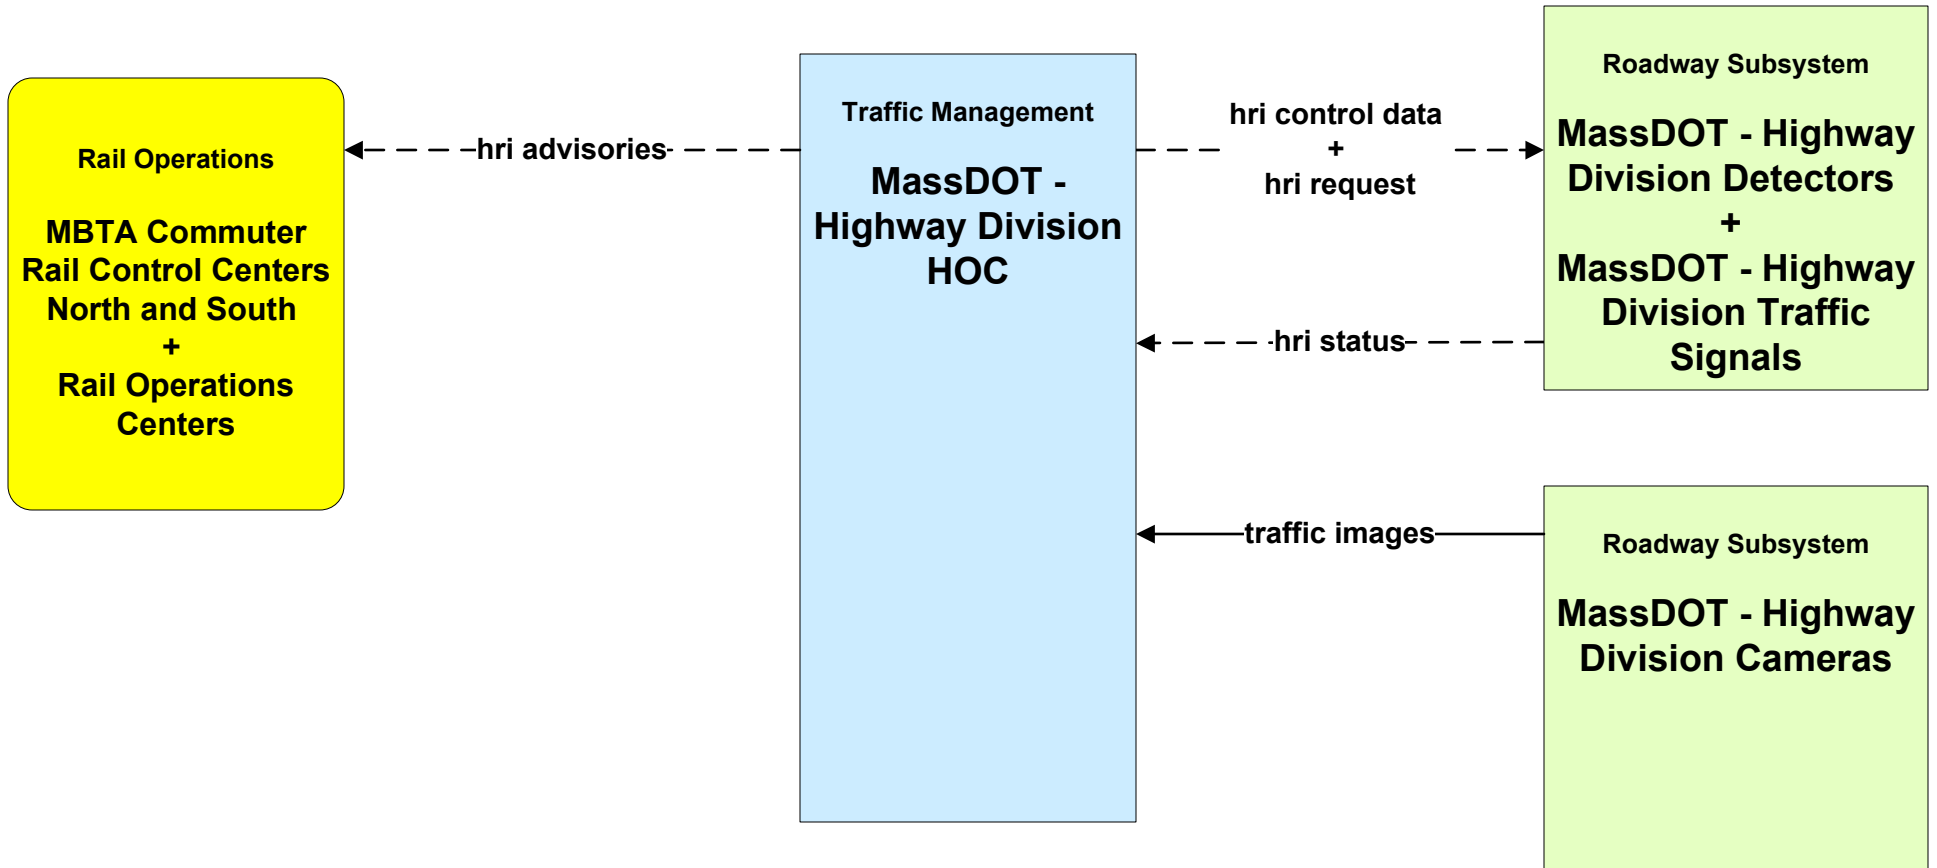 Rail Operations
MBTA Commuter
Rail Control Centers
North and South
+
Rail Operations
Centers
hri advisories
Traffic Management
MassDOT -
Highway Division
HOC
hri control data
+
hri request
hri status
traffic images
Roadway Subsystem
MassDOT - Highway
Division Detectors
+
MassDOT - Highway
Division Traffic
Signals
Roadway Subsystem
MassDOT - Highway
Division Cameras